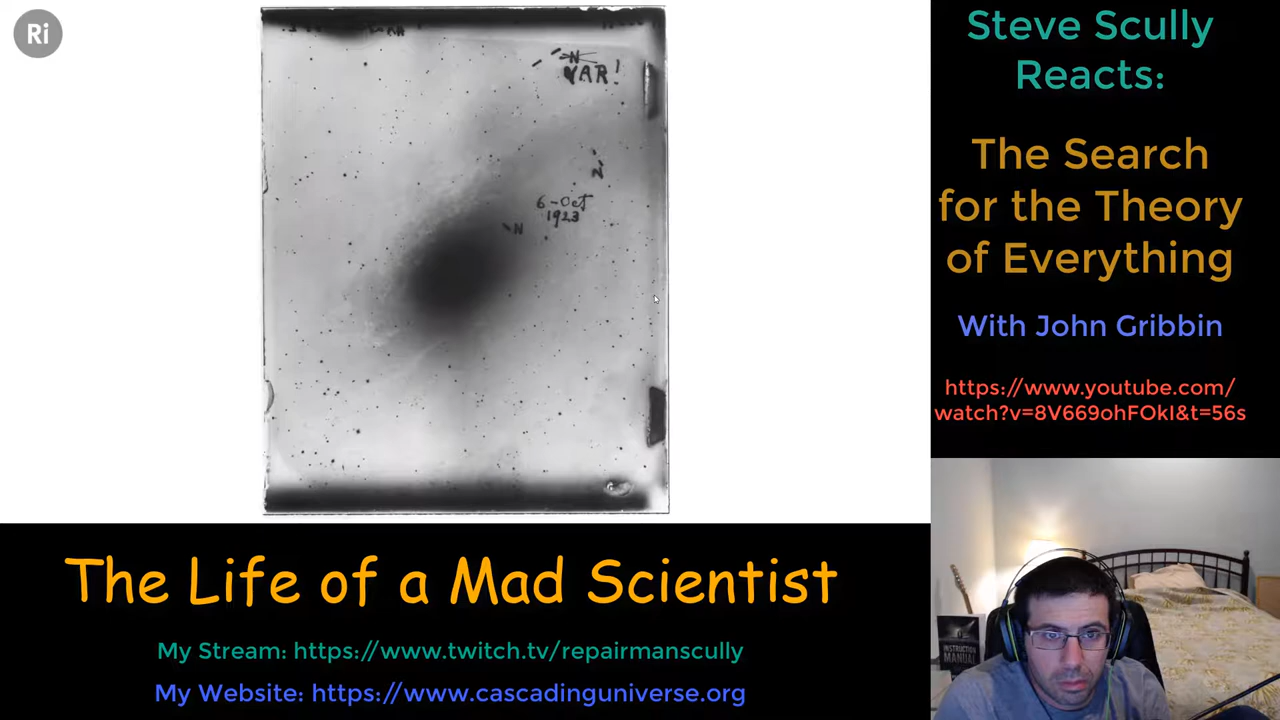 Ri
N
VAR!
N
6-Oct
1923
N
Steve Scully
Reacts:
The Search
for the Theory
of Everything
With John Gribbin
https://www.youtube.com/
watch?v=8V669ohFOkI&t=56s
INSTRUCTION
MANUAL
The Life of a Mad Scientist
My Stream: https://www.twitch.tv/repairmanscully
My Website: https://www.cascadinguniverse.org